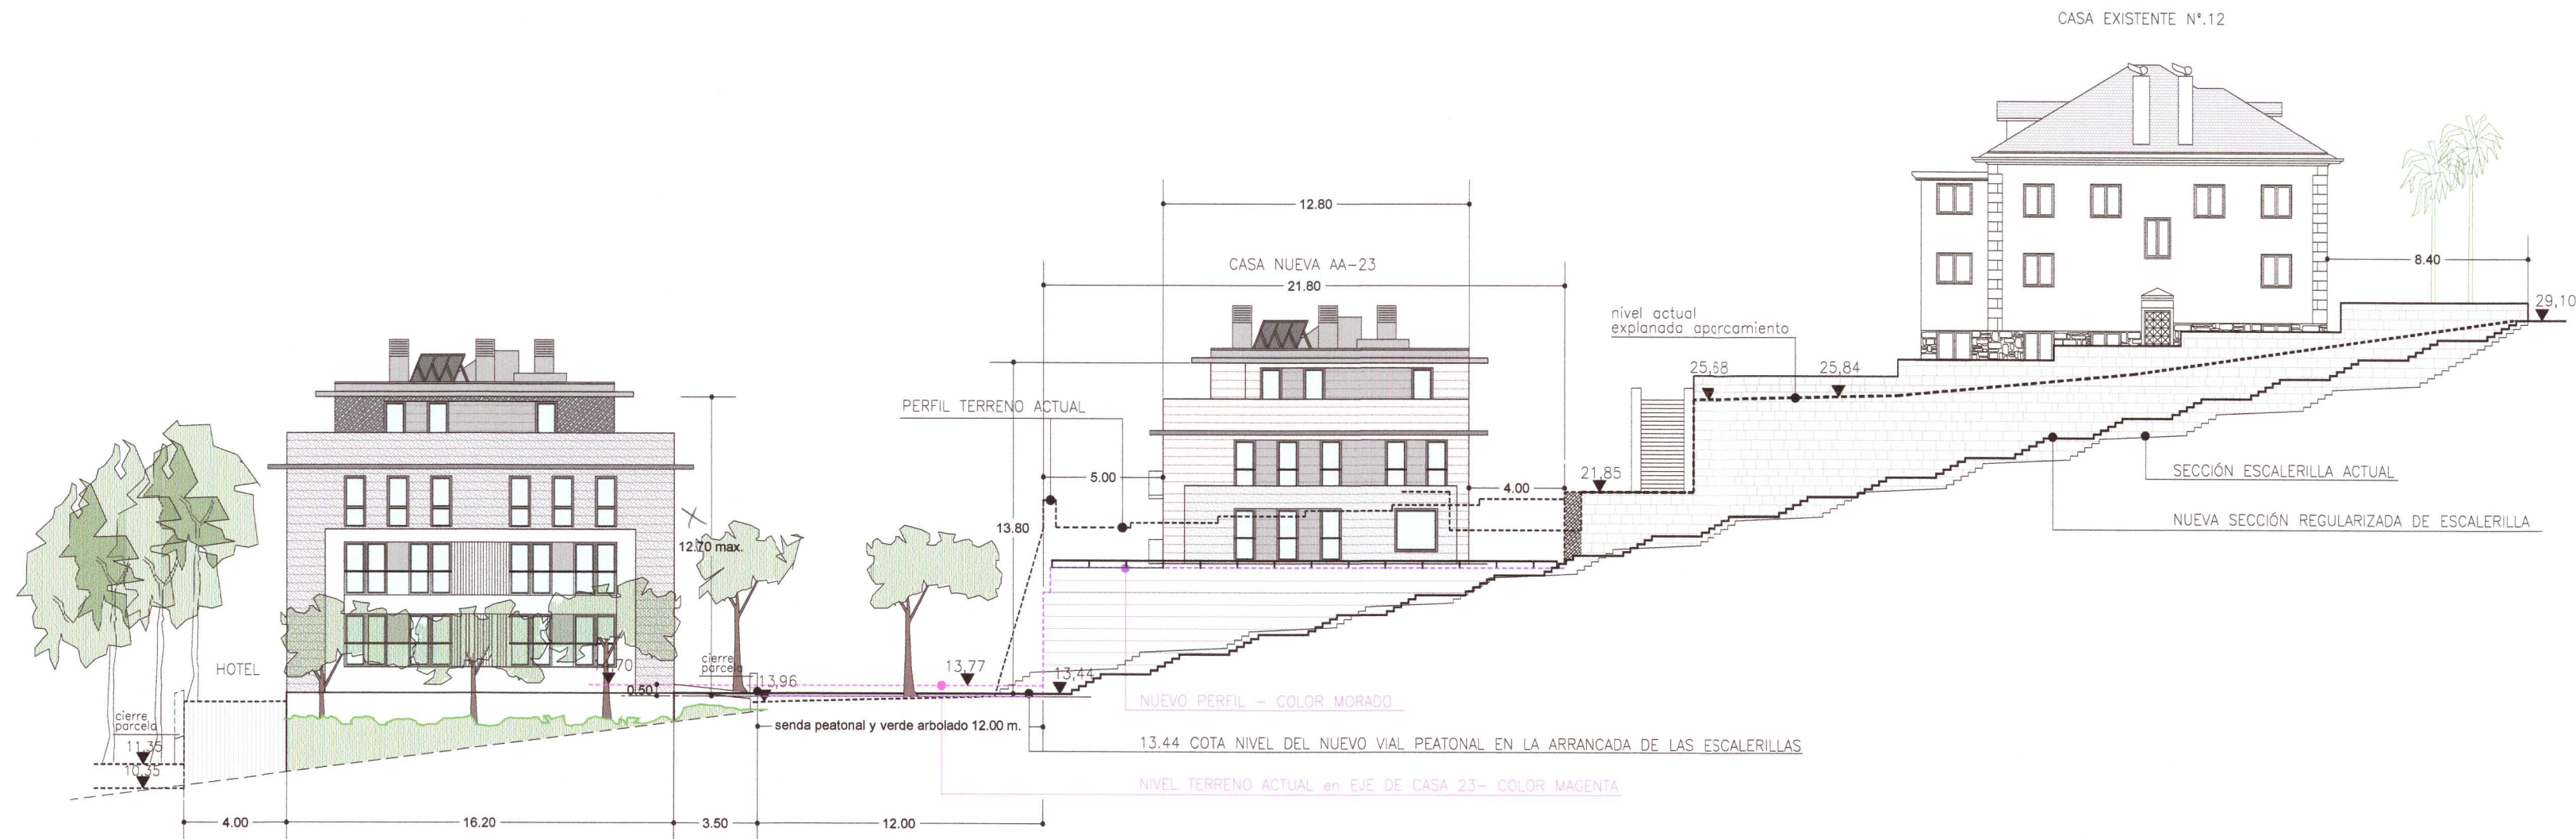 CASA EXISTENTE Nº.12
12.80
CASA NUEVA AA-23
21.80
8.40
29,10
nivel actual
explanada aparcamiento
25,68
25,84
PERFIL TERRENO ACTUAL
5.00
4.00
21,85
SECCIÓN ESCALERILLA ACTUAL
NUEVA SECCIÓN REGULARIZADA DE ESCALERILLA
13.80
12.70 max.
HOTEL
cierre
parcela
0.50
13,96
13,77
13,44
cierre
parcela
11,35
10,35
senda peatonal y verde arbolado 12.00 m.
NUEVO PERFIL - COLOR MORADO
13.44 COTA NIVEL DEL NUEVO VIAL PEATONAL EN LA ARRANCADA DE LAS ESCALERILLAS
NIVEL TERRENO ACTUAL en EJE DE CASA 23- COLOR MAGENTA
4.00
16.20
3.50
12.00